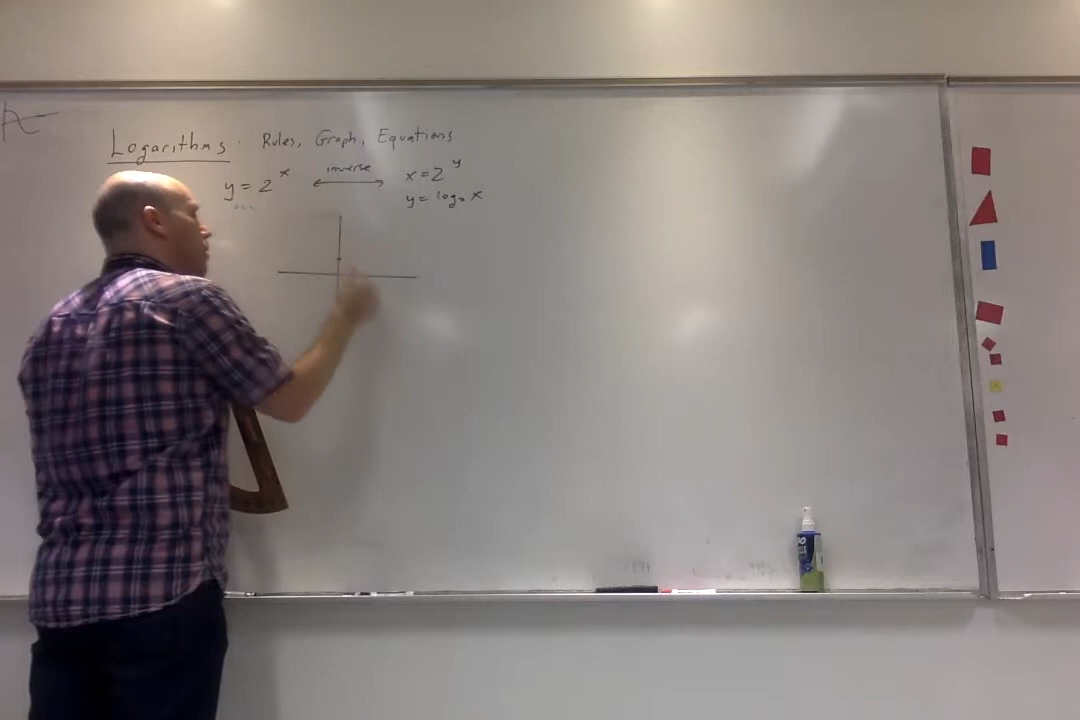 Logarithms: Rules, Graph, Equations
y = 2^x inverse x = 2^y
y = log₂ x